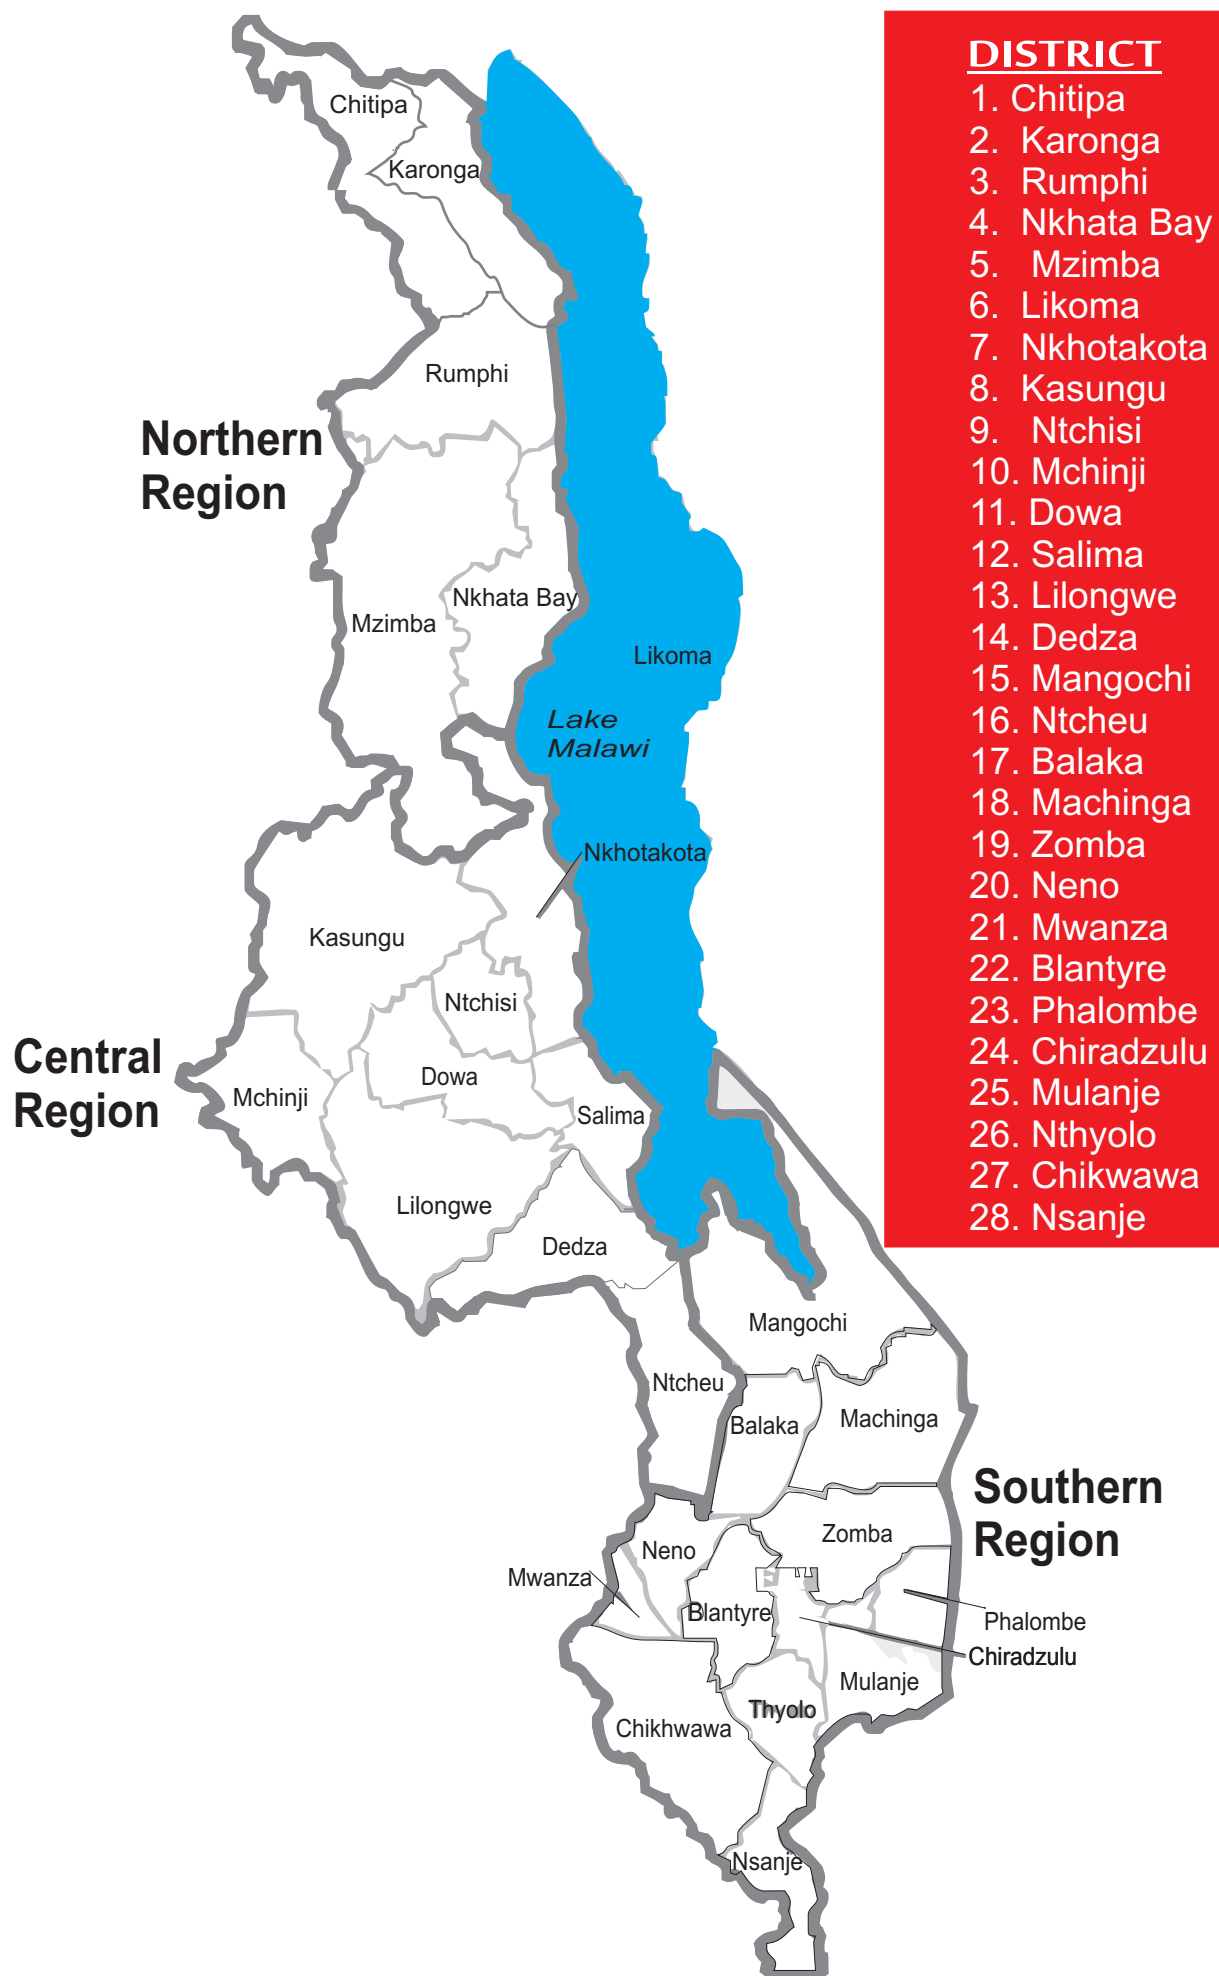 DISTRICT
1. Chitipa
2. Karonga
3. Rumphi
4. Nkhata Bay
5. Mzimba
6. Likoma
7. Nkhotakota
8. Kasungu
9. Ntchisi
10. Mchinji
11. Dowa
12. Salima
13. Lilongwe
14. Dedza
15. Mangochi
16. Ntcheu
17. Balaka
18. Machinga
19. Zomba
20. Neno
21. Mwanza
22. Blantyre
23. Phalombe
24. Chiradzulu
25. Mulanje
26. Nthyolo
27. Chikwawa
28. Nsanje
Chitipa
Karonga
Rumphi
Northern
Region
Nkhata Bay
Mzimba
Likoma
Lake
Malawi
Nkhotakota
Kasungu
Ntchisi
Central
Region
Dowa
Mchinji
Salima
Lilongwe
Dedza
Mangochi
Ntcheu
Balaka
Machinga
Southern
Region
Zomba
Neno
Mwanza
Blantyre
Phalombe
Chiradzulu
Mulanje
Thyolo
Chikhwawa
Nsanje